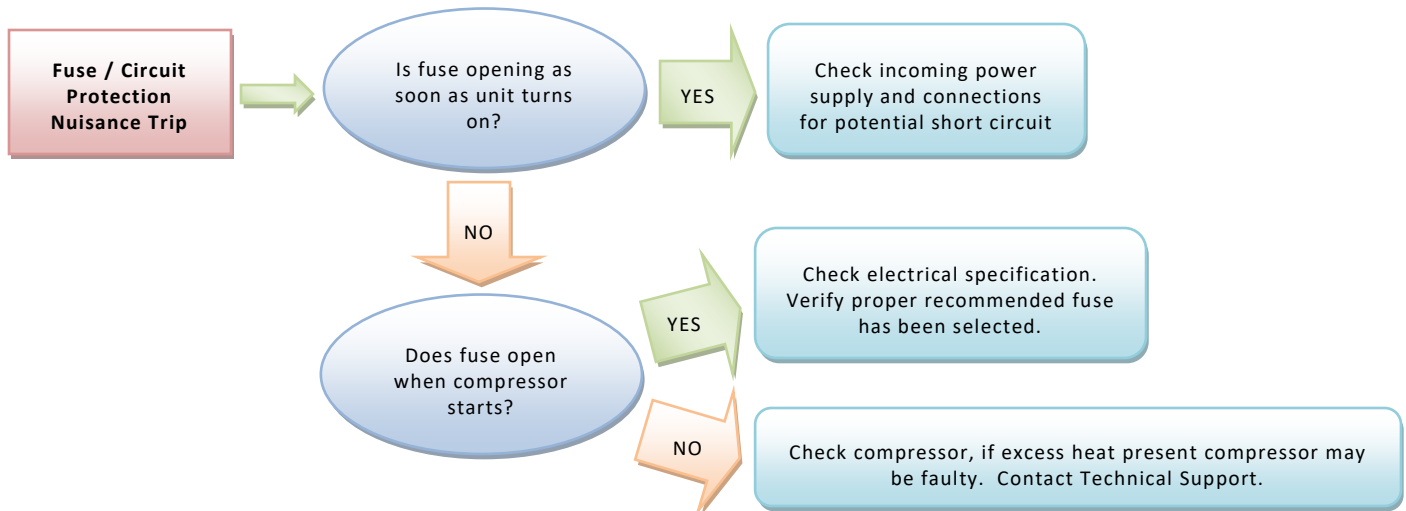 Fuse / Circuit
Protection
Nuisance Trip
Is fuse opening as
soon as unit turns
on?
YES
Check incoming power
supply and connections
for potential short circuit
NO
Does fuse open
when compressor
starts?
YES
Check electrical specification.
Verify proper recommended fuse
has been selected.
NO
Check compressor, if excess heat present compressor may
be faulty.  Contact Technical Support.